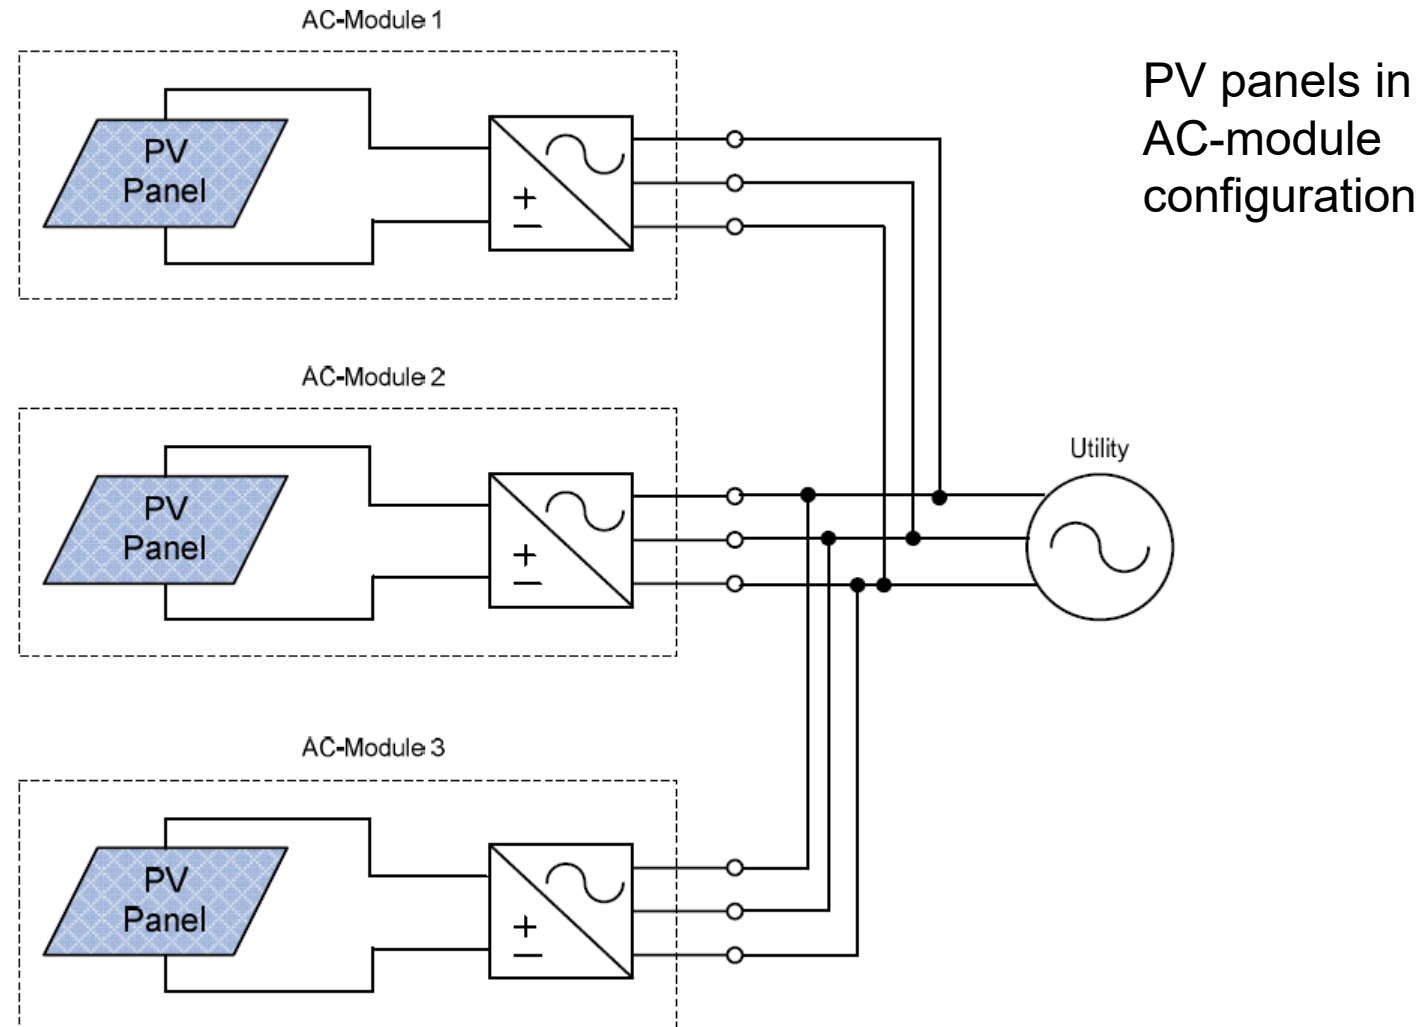 AC-Module 1
PV panels in
AC-module
configuration
PV
Panel
+
−
AC-Module 2
Utility
PV
Panel
+
−
AC-Module 3
PV
Panel
+
−